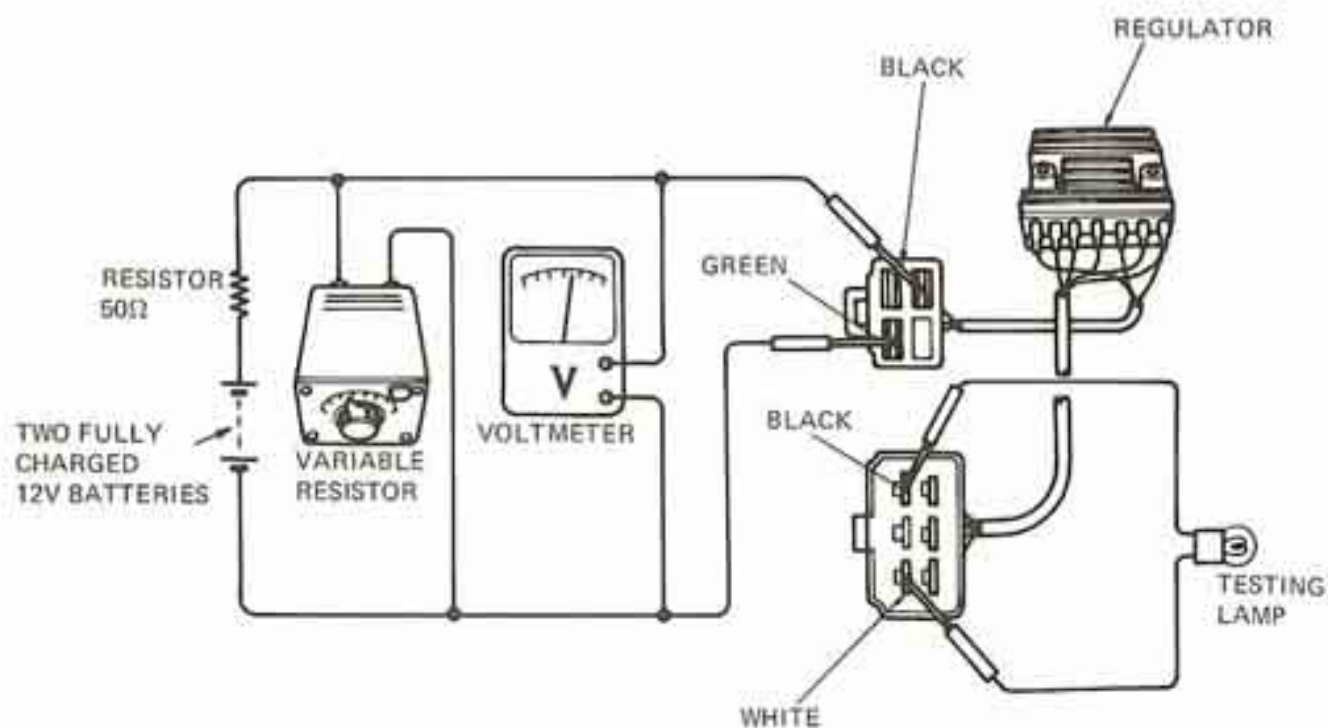 REGULATOR
BLACK
GREEN
RESISTOR
50Ω
TWO FULLY
CHARGED
12V BATTERIES
VARIABLE
RESISTOR
V
VOLTMETER
BLACK
TESTING
LAMP
WHITE